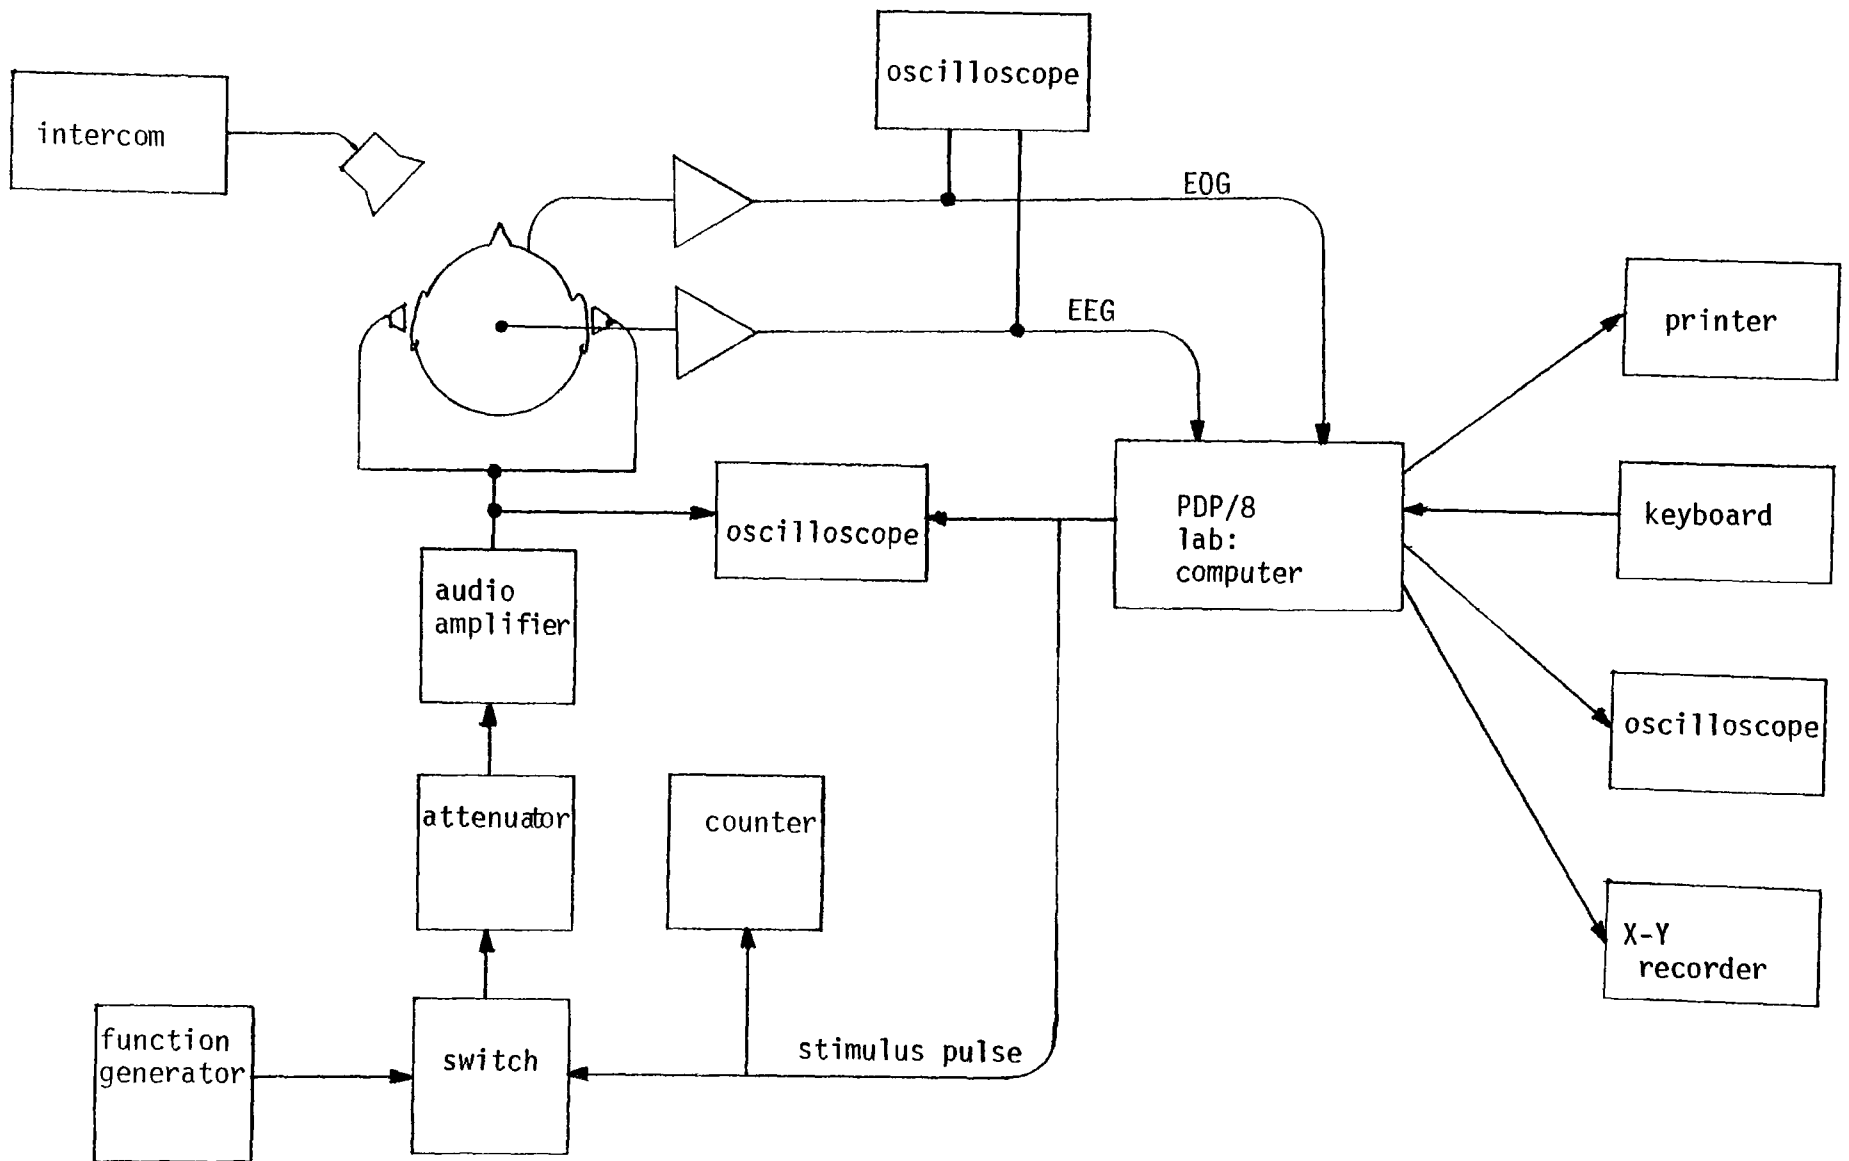 oscilloscope
intercom
EOG
EEG
printer
PDP/8
lab:
computer
keyboard
oscilloscope
audio
amplifier
oscilloscope
attenuator
counter
X-Y
recorder
function
generator
switch
stimulus pulse